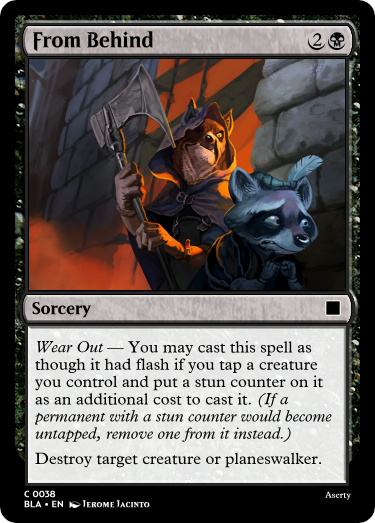 From Behind 2
Sorcery
Wear Out — You may cast this spell as
though it had flash if you tap a creature
you control and put a stun counter on it
as an additional cost to cast it. (If a
permanent with a stun counter would become
untapped, remove one from it instead.)
Destroy target creature or planeswalker.
C 0038
BLA • EN Jerome Jacinto
Aserty